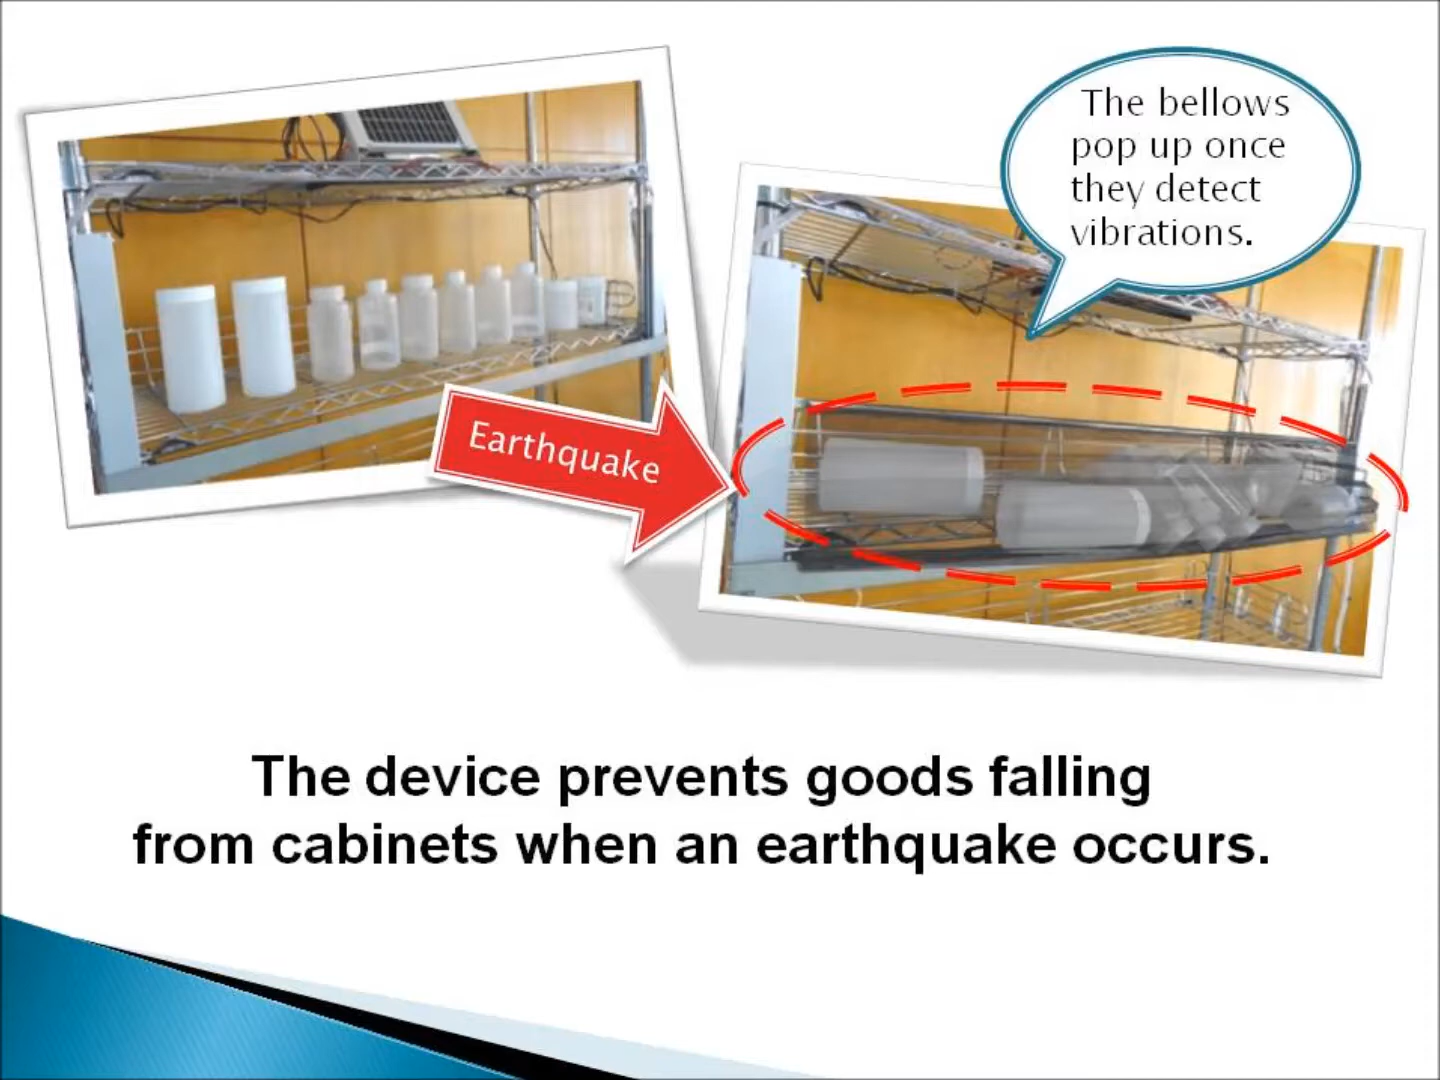 The bellows
pop up once
they detect
vibrations.
Earthquake
The device prevents goods falling
from cabinets when an earthquake occurs.